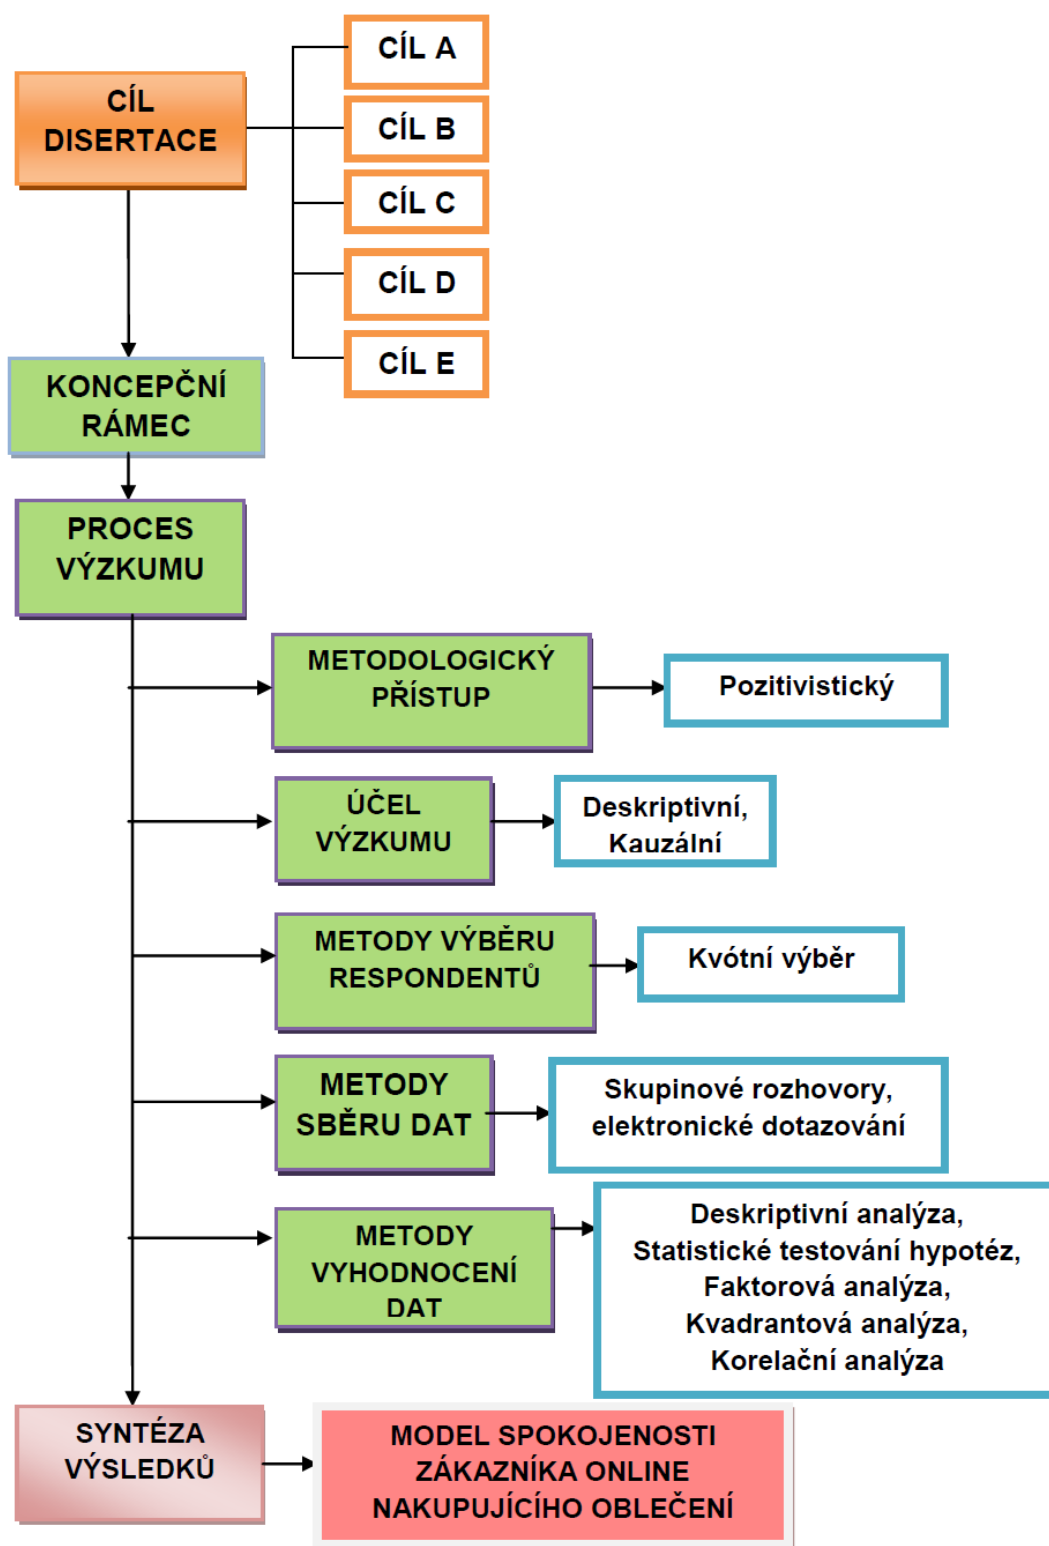 CÍL A
CÍL
DISERTACE
CÍL B
CÍL C
CÍL D
CÍL E
KONCEPČNÍ
RÁMEC
PROCES
VÝZKUMU
METODOLOGICKÝ
PŘÍSTUP
Pozitivistický
ÚČEL
VÝZKUMU
Deskriptivní,
Kauzální
METODY VÝBĚRU
RESPONDENTŮ
Kvótní výběr
METODY
SBĚRU DAT
Skupinové rozhovory,
elektronické dotazování
METODY
VYHODNOCENÍ
DAT
Deskriptivní analýza,
Statistické testování hypotéz,
Faktorová analýza,
Kvadrantová analýza,
Korelační analýza
SYNTÉZA
VÝSLEDKŮ
MODEL SPOKOJENOSTI
ZÁKAZNÍKA ONLINE
NAKUPUJÍCÍHO OBLEČENÍ